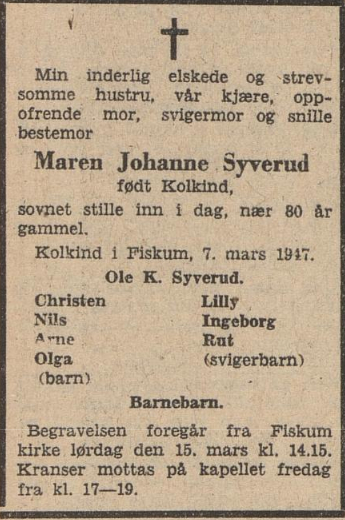 Min inderlig elskede og strev-
somme hustru, vår kjære, opp-
ofrende mor, svigermor og snille
bestemor
Maren Johanne Syverud
født Kolkind,
sovnet stille inn i dag, nær 80 år
gammel.
Kolkind i Fiskum, 7. mars 1947.
Ole K. Syverud.
Christen Lilly
Nils Ingeborg
Arne Rut
Olga (svigerbarn)
(barn)
Barnebarn.
Begravelsen foregår fra Fiskum
kirke lørdag den 15. mars kl. 14.15.
Kranser mottas på kapellet fredag
fra kl. 17—19.